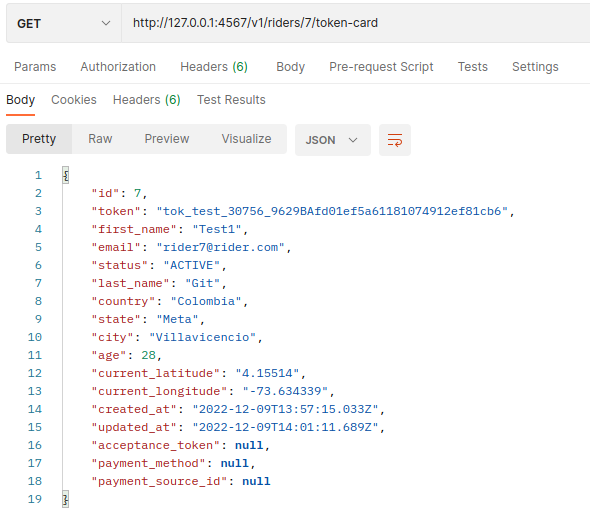 GET http://127.0.0.1:4567/v1/riders/7/token-card
Params Authorization Headers (6) Body Pre-request Script Tests Settings
Body Cookies Headers (6) Test Results
Pretty Raw Preview Visualize JSON
1 {
2 "id": 7,
3 "token": "tok_test_30756_9629BAfd01ef5a61181074912ef81cb6",
4 "first_name": "Test1",
5 "email": "rider7@rider.com",
6 "status": "ACTIVE",
7 "last_name": "Git",
8 "country": "Colombia",
9 "state": "Meta",
10 "city": "Villavicencio",
11 "age": 28,
12 "current_latitude": "4.15514",
13 "current_longitude": "-73.634339",
14 "created_at": "2022-12-09T13:57:15.033Z",
15 "updated_at": "2022-12-09T14:01:11.689Z",
16 "acceptance_token": null,
17 "payment_method": null,
18 "payment_source_id": null
19 }